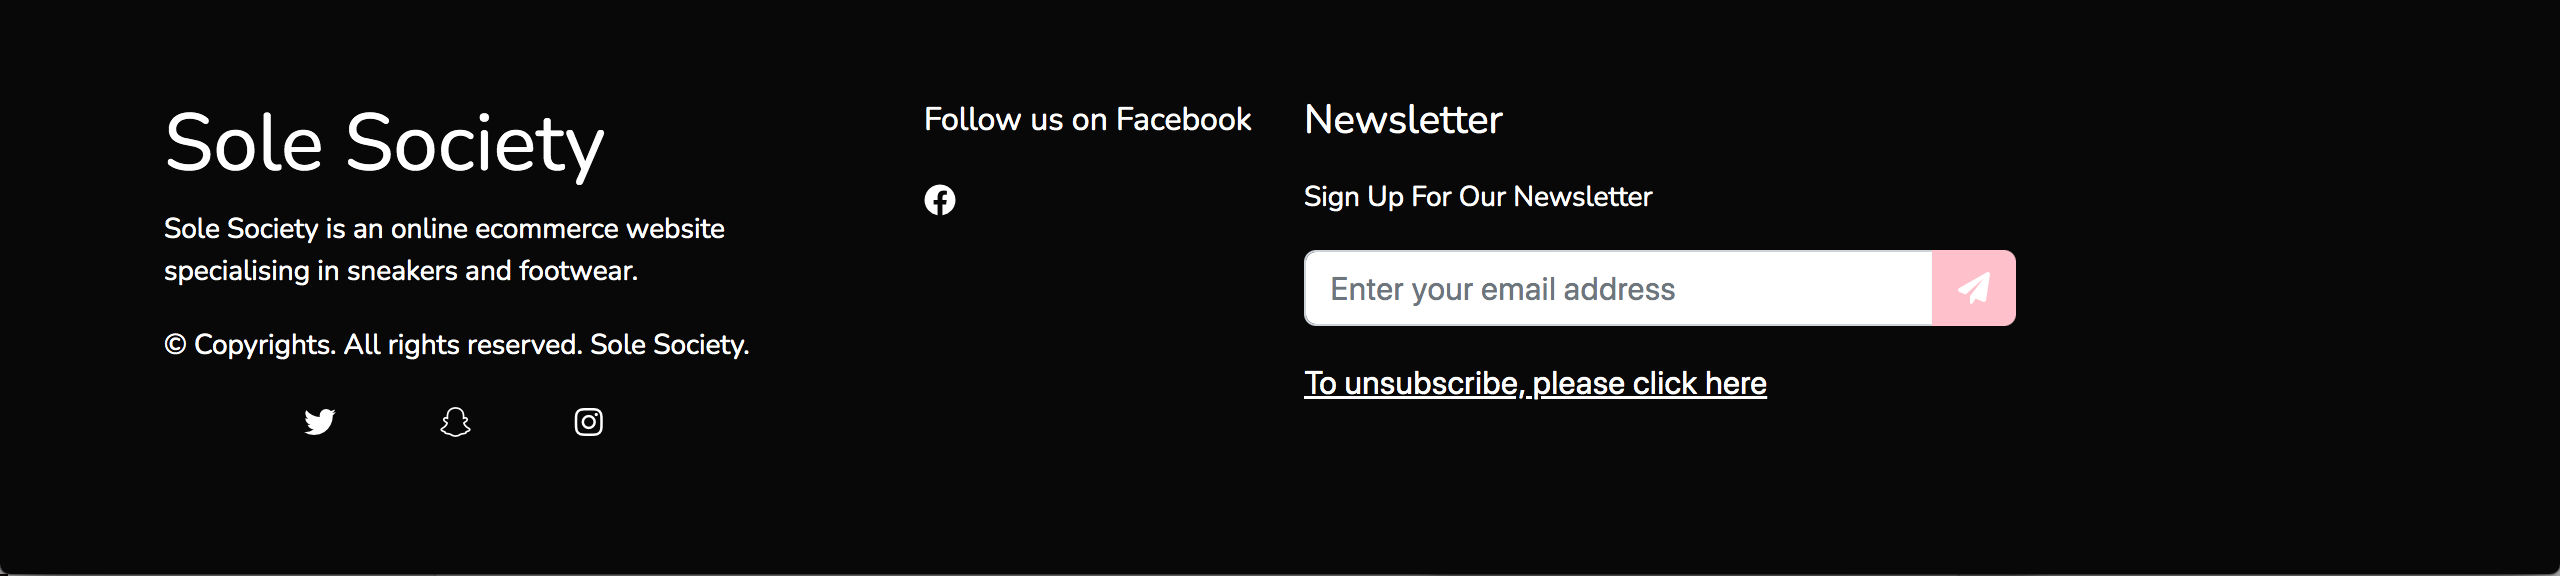 Sole Society
Sole Society is an online ecommerce website
specialising in sneakers and footwear.
© Copyrights. All rights reserved. Sole Society.
Follow us on Facebook
Newsletter
Sign Up For Our Newsletter
Enter your email address
To unsubscribe, please click here